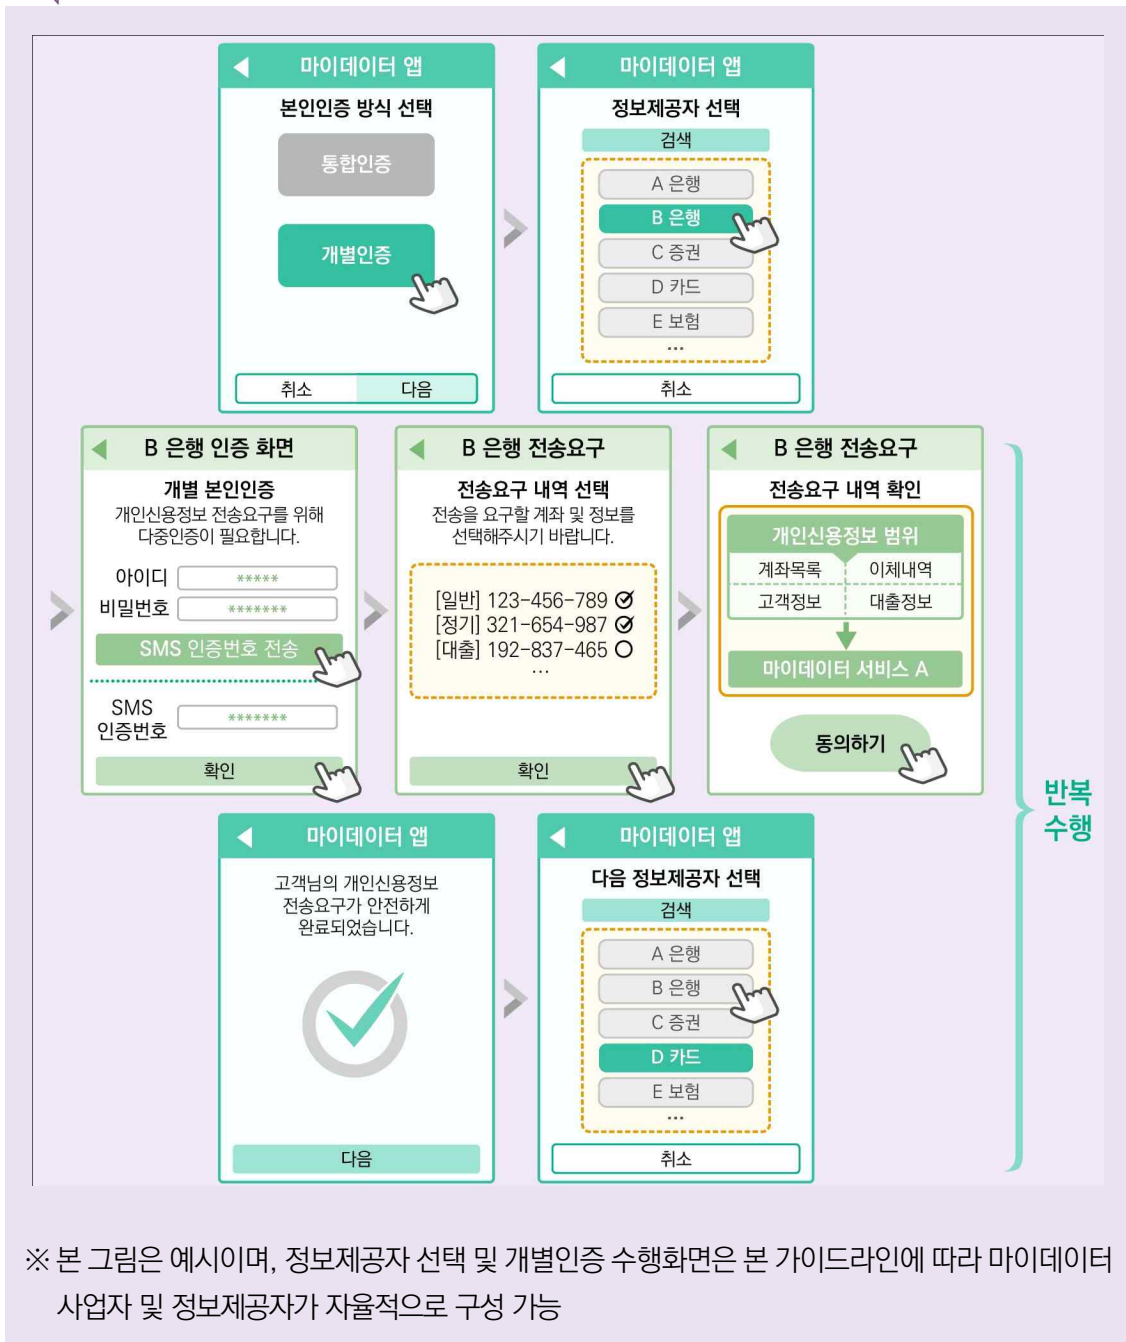 마이데이터 앱
본인인증 방식 선택
통합인증
개별인증
취소
다음
마이데이터 앱
정보제공자 선택
검색
A 은행
B 은행
C 증권
D 카드
E 보험
...
취소
B 은행 인증 화면
개별 본인인증
개인신용정보 전송요구를 위해
다중인증이 필요합니다.
아이디 *****
비밀번호 *******
SMS 인증번호 전송
SMS
인증번호 *******
확인
B 은행 전송요구
전송요구 내역 선택
전송을 요구할 계좌 및 정보를
선택해주시기 바랍니다.
[일반] 123-456-789
[정기] 321-654-987
[대출] 192-837-465
...
확인
B 은행 전송요구
전송요구 내역 확인
개인신용정보 범위
계좌목록 이체내역
고객정보 대출정보
마이데이터 서비스 A
동의하기
반복
수행
마이데이터 앱
고객님의 개인신용정보
전송요구가 안전하게
완료되었습니다.
다음
마이데이터 앱
다음 정보제공자 선택
검색
A 은행
B 은행
C 증권
D 카드
E 보험
...
취소
※ 본 그림은 예시이며, 정보제공자 선택 및 개별인증 수행화면은 본 가이드라인에 따라 마이데이터
사업자 및 정보제공자가 자율적으로 구성 가능